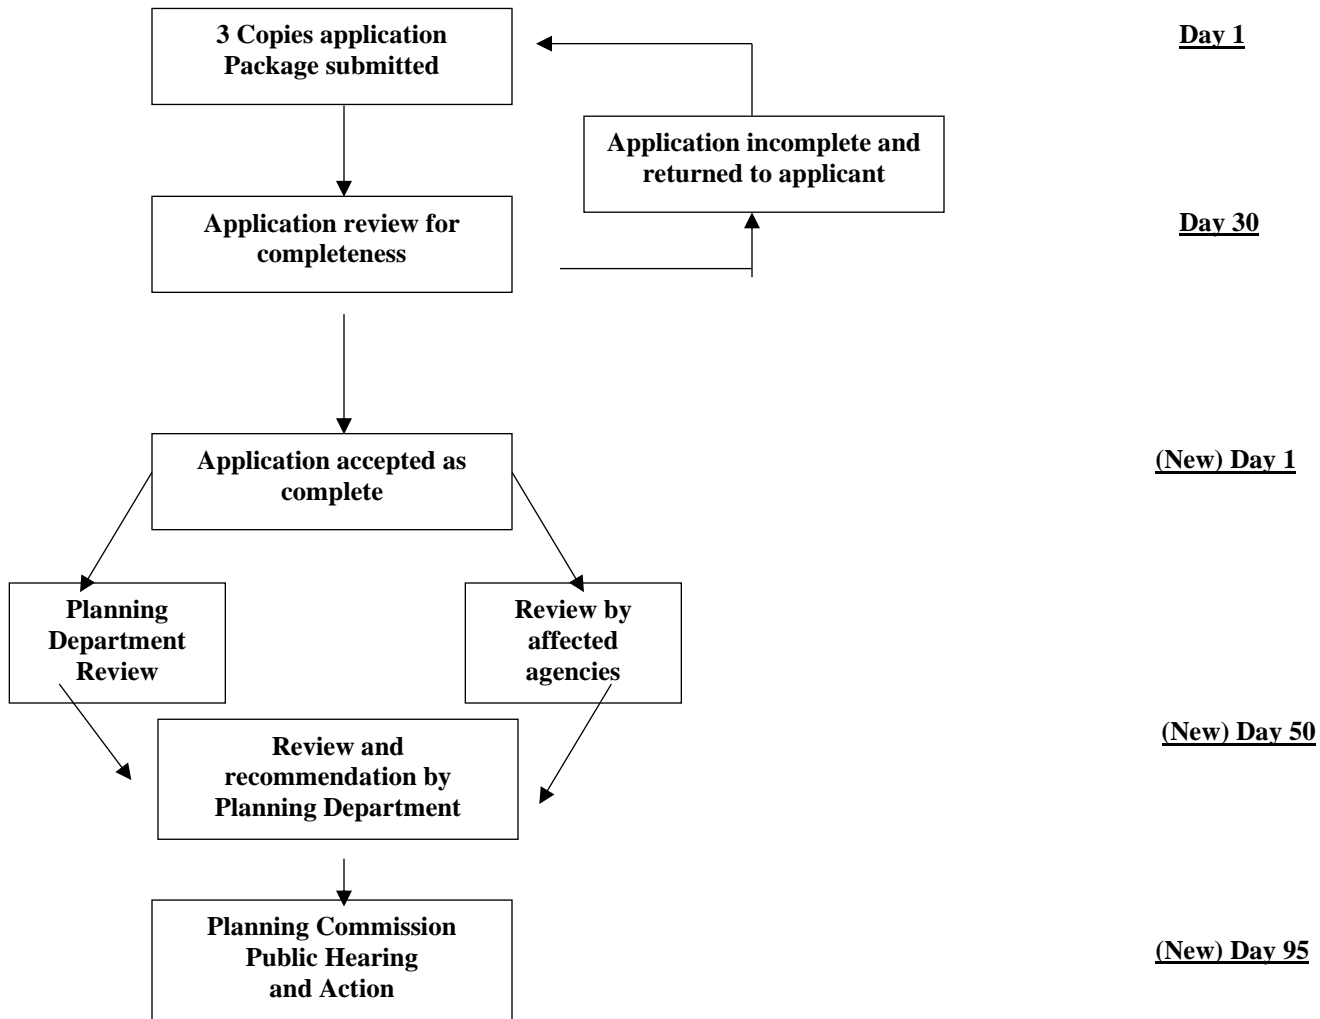 3 Copies application
Package submitted
Day 1
Application incomplete and
returned to applicant
Application review for
completeness
Day 30
Application accepted as
complete
(New) Day 1
Planning
Department
Review
Review by
affected
agencies
Review and
recommendation by
Planning Department
(New) Day 50
Planning Commission
Public Hearing
and Action
(New) Day 95